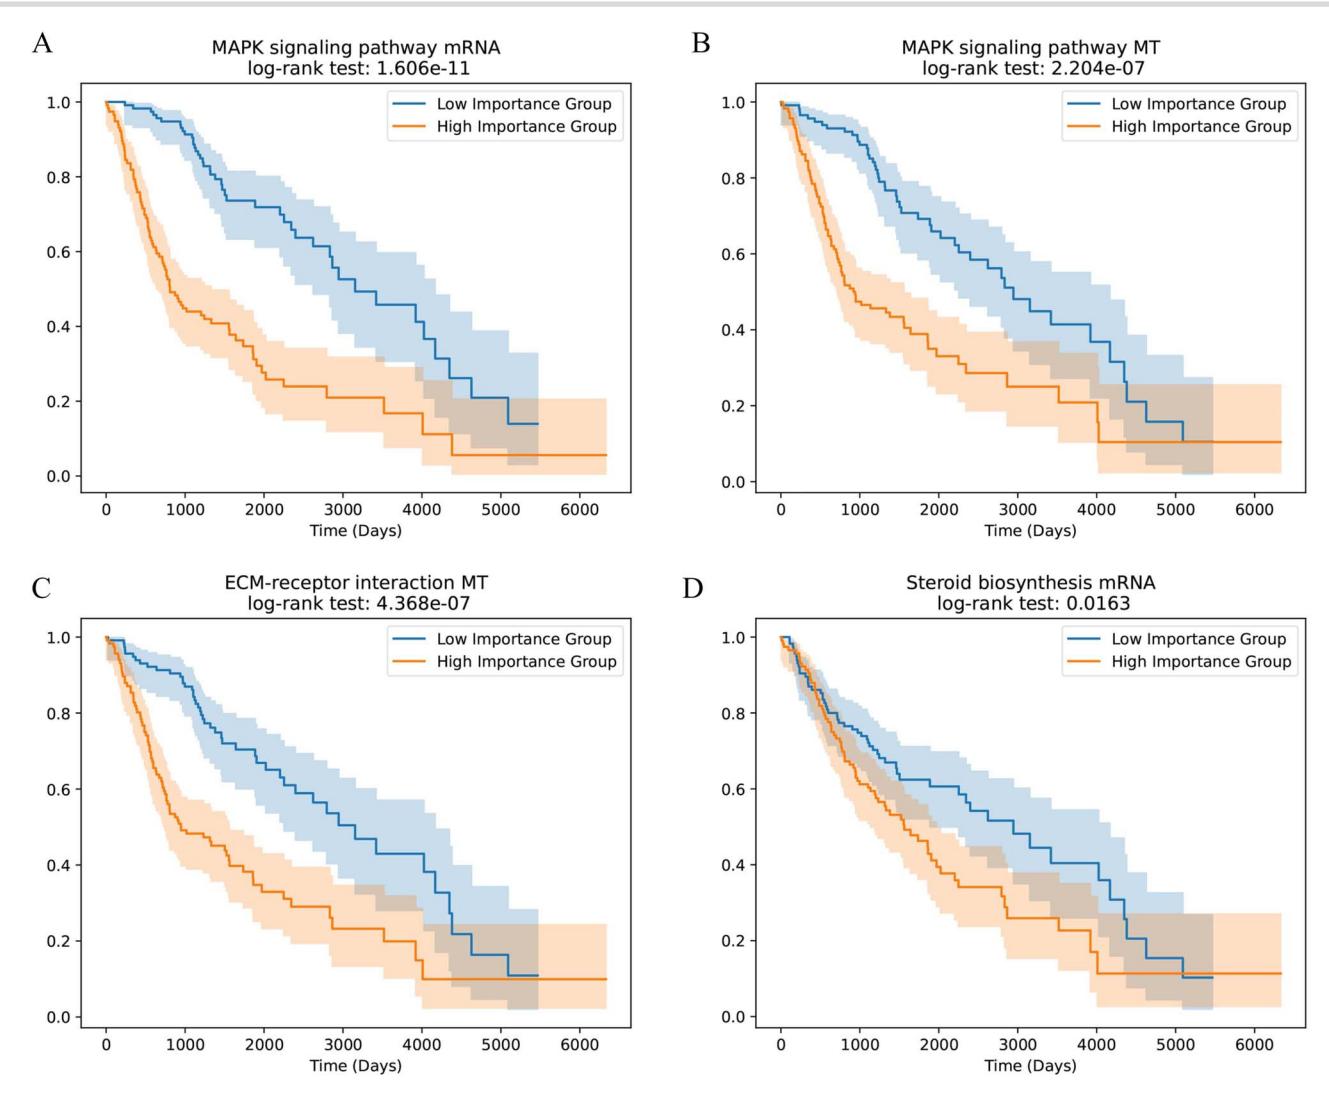 A
MAPK signaling pathway mRNA
log-rank test: 1.606e-11
Low Importance Group
High Importance Group
1.0
0.8
0.6
0.4
0.2
0.0
0 1000 2000 3000 4000 5000 6000
Time (Days)
B
MAPK signaling pathway MT
log-rank test: 2.204e-07
Low Importance Group
High Importance Group
1.0
0.8
0.6
0.4
0.2
0.0
0 1000 2000 3000 4000 5000 6000
Time (Days)
C
ECM-receptor interaction MT
log-rank test: 4.368e-07
Low Importance Group
High Importance Group
1.0
0.8
0.6
0.4
0.2
0.0
0 1000 2000 3000 4000 5000 6000
Time (Days)
D
Steroid biosynthesis mRNA
log-rank test: 0.0163
Low Importance Group
High Importance Group
1.0
0.8
0.6
0.4
0.2
0.0
0 1000 2000 3000 4000 5000 6000
Time (Days)